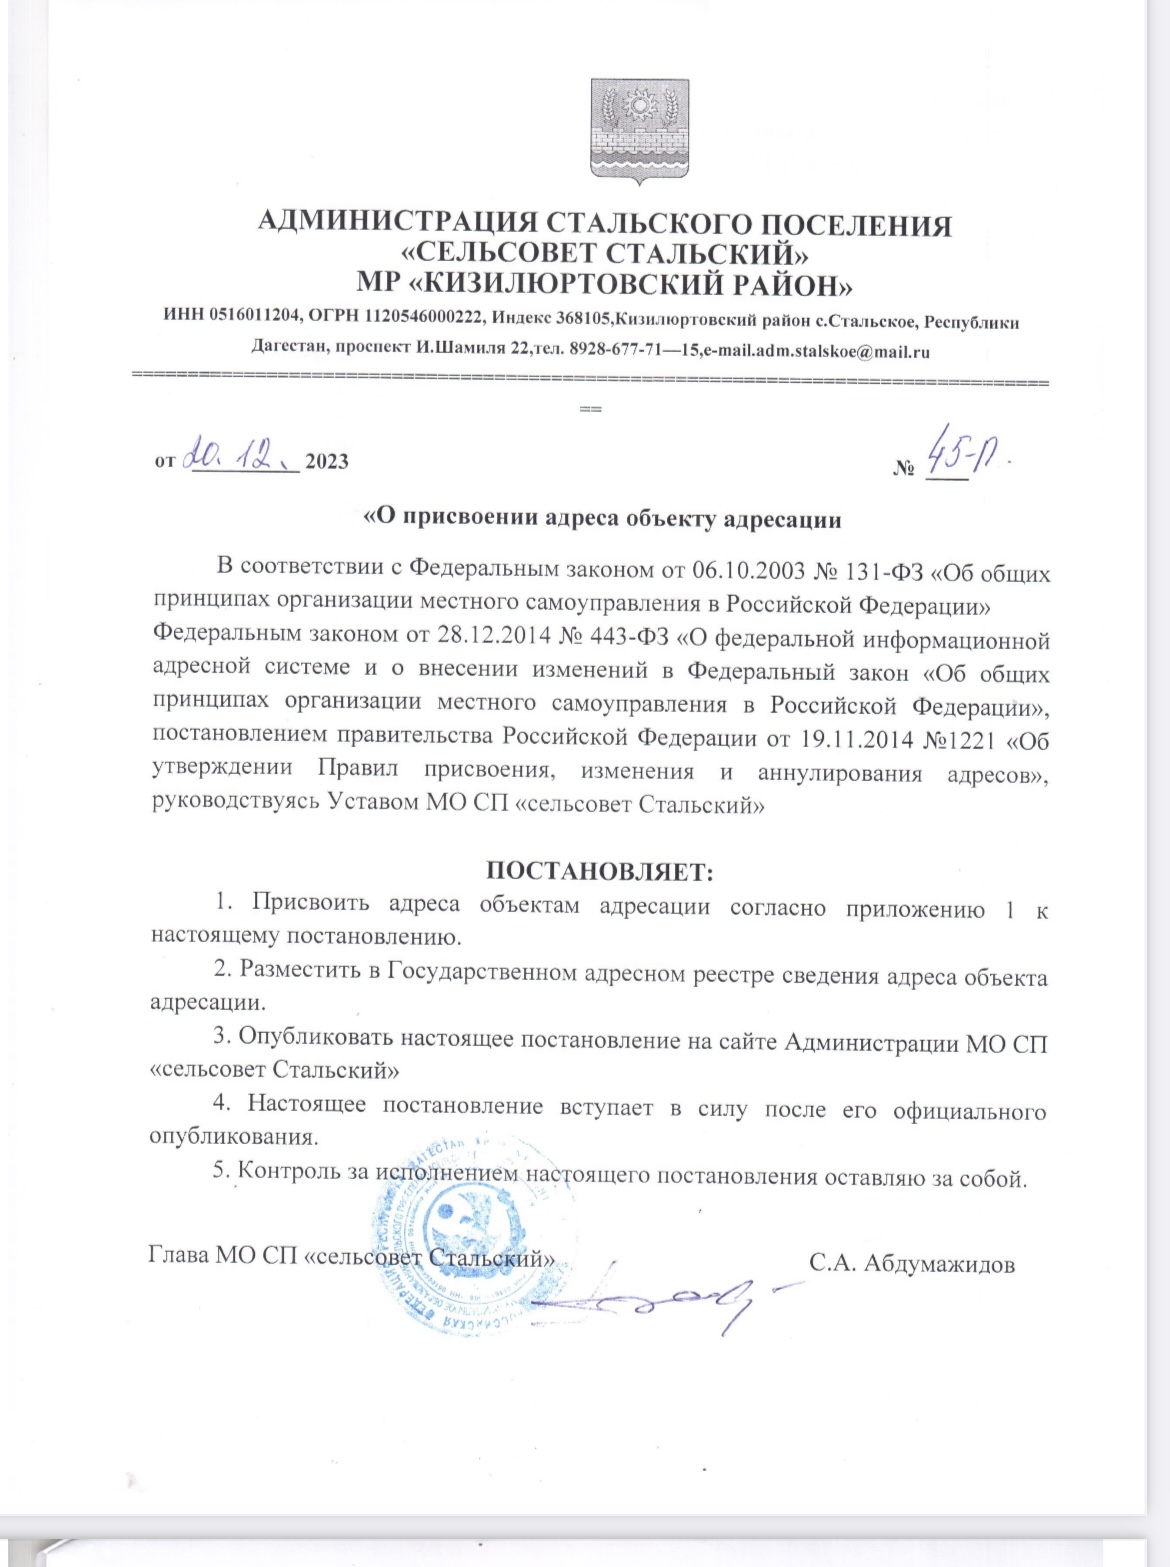 АДМИНИСТРАЦИЯ СТАЛЬСКОГО ПОСЕЛЕНИЯ
«СЕЛЬСОВЕТ СТАЛЬСКИЙ»
МР «КИЗИЛЮРТОВСКИЙ РАЙОН»
ИНН 0516011204, ОГРН 1120546000222, Индекс 368105,Кизилюртовский район с.Стальское, Республики
Дагестан, проспект И.Шамиля 22,тел. 8928-677-71—15,e-mail.adm.stalskoe@mail.ru
==
от 20.12. 2023
№ 45-П
«О присвоении адреса объекту адресации
В соответствии с Федеральным законом от 06.10.2003 № 131-ФЗ «Об общих
принципах организации местного самоуправления в Российской Федерации»
Федеральным законом от 28.12.2014 № 443-ФЗ «О федеральной информационной
адресной системе и о внесении изменений в Федеральный закон «Об общих
принципах организации местного самоуправления в Российской Федерации»,
постановлением правительства Российской Федерации от 19.11.2014 №1221 «Об
утверждении Правил присвоения, изменения и аннулирования адресов»,
руководствуясь Уставом МО СП «сельсовет Стальский»
ПОСТАНОВЛЯЕТ:
1. Присвоить адреса объектам адресации согласно приложению 1 к
настоящему постановлению.
2. Разместить в Государственном адресном реестре сведения адреса объекта
адресации.
3. Опубликовать настоящее постановление на сайте Администрации МО СП
«сельсовет Стальский»
4. Настоящее постановление вступает в силу после его официального
опубликования.
5. Контроль за исполнением настоящего постановления оставляю за собой.
Глава МО СП «сельсовет Стальский»
С.А. Абдумажидов
РОССИЙСКАЯ ФЕДЕРАЦИЯ РЕСПУБЛИКА ДАГЕСТАН